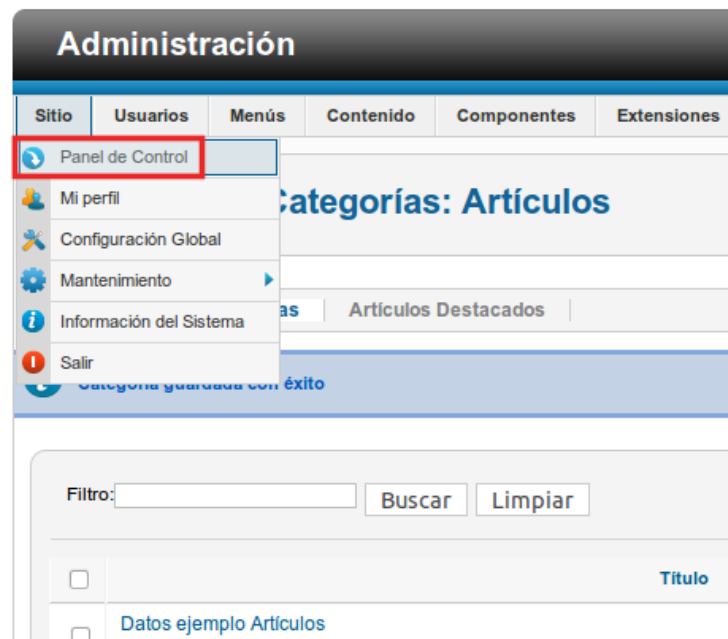 Administración
Sitio Usuarios Menús Contenido Componentes Extensiones
Panel de Control
Mi perfil
Configuración Global
Mantenimiento
Información del Sistema
Salir
ategorías: Artículos
as Artículos Destacados
Categoría guardada con éxito
Filtro: Buscar Limpiar
Título
Datos ejemplo Artículos